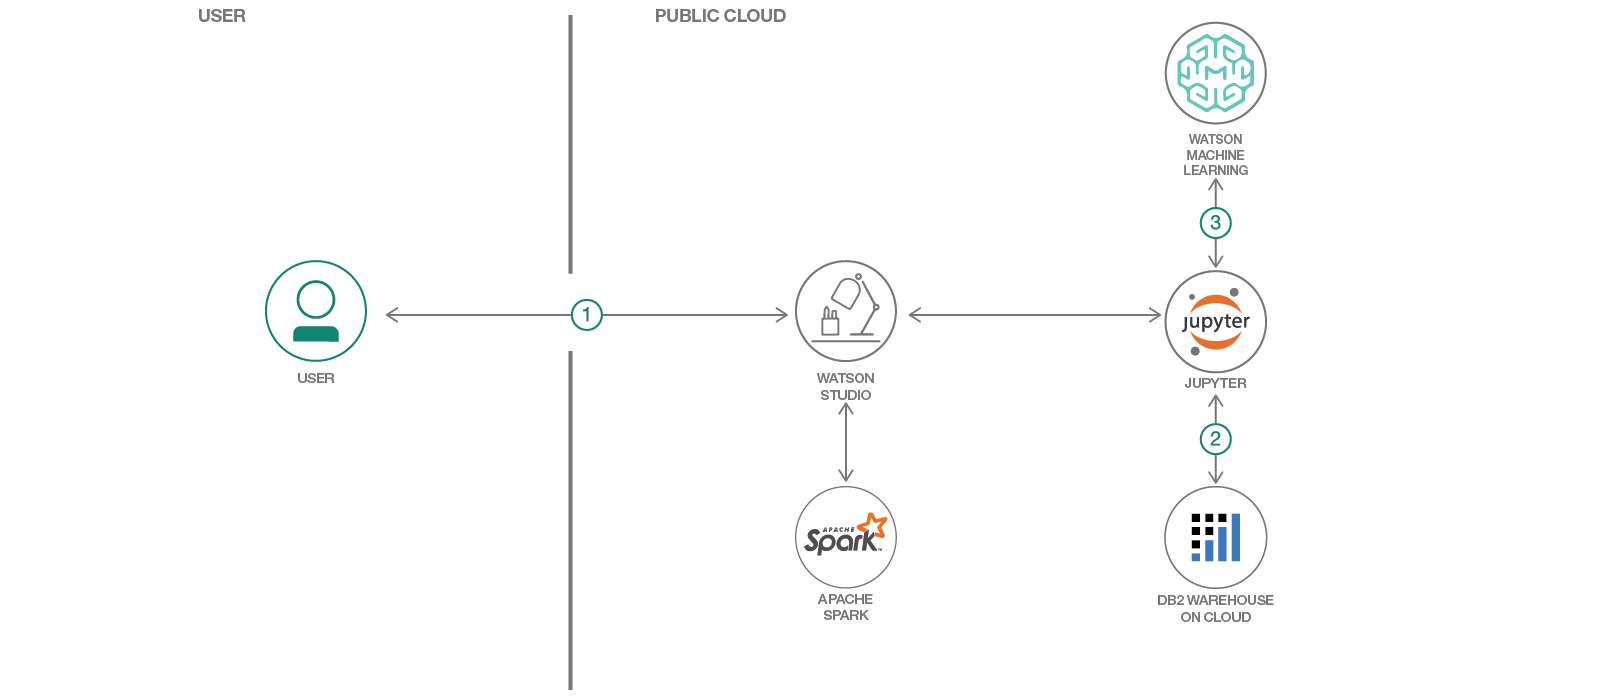 USER
PUBLIC CLOUD
WATSON
MACHINE
LEARNING
3
1
jupyter
USER
WATSON
STUDIO
JUPYTER
2
APACHE
Spark™
APACHE
SPARK
DB2 WAREHOUSE
ON CLOUD